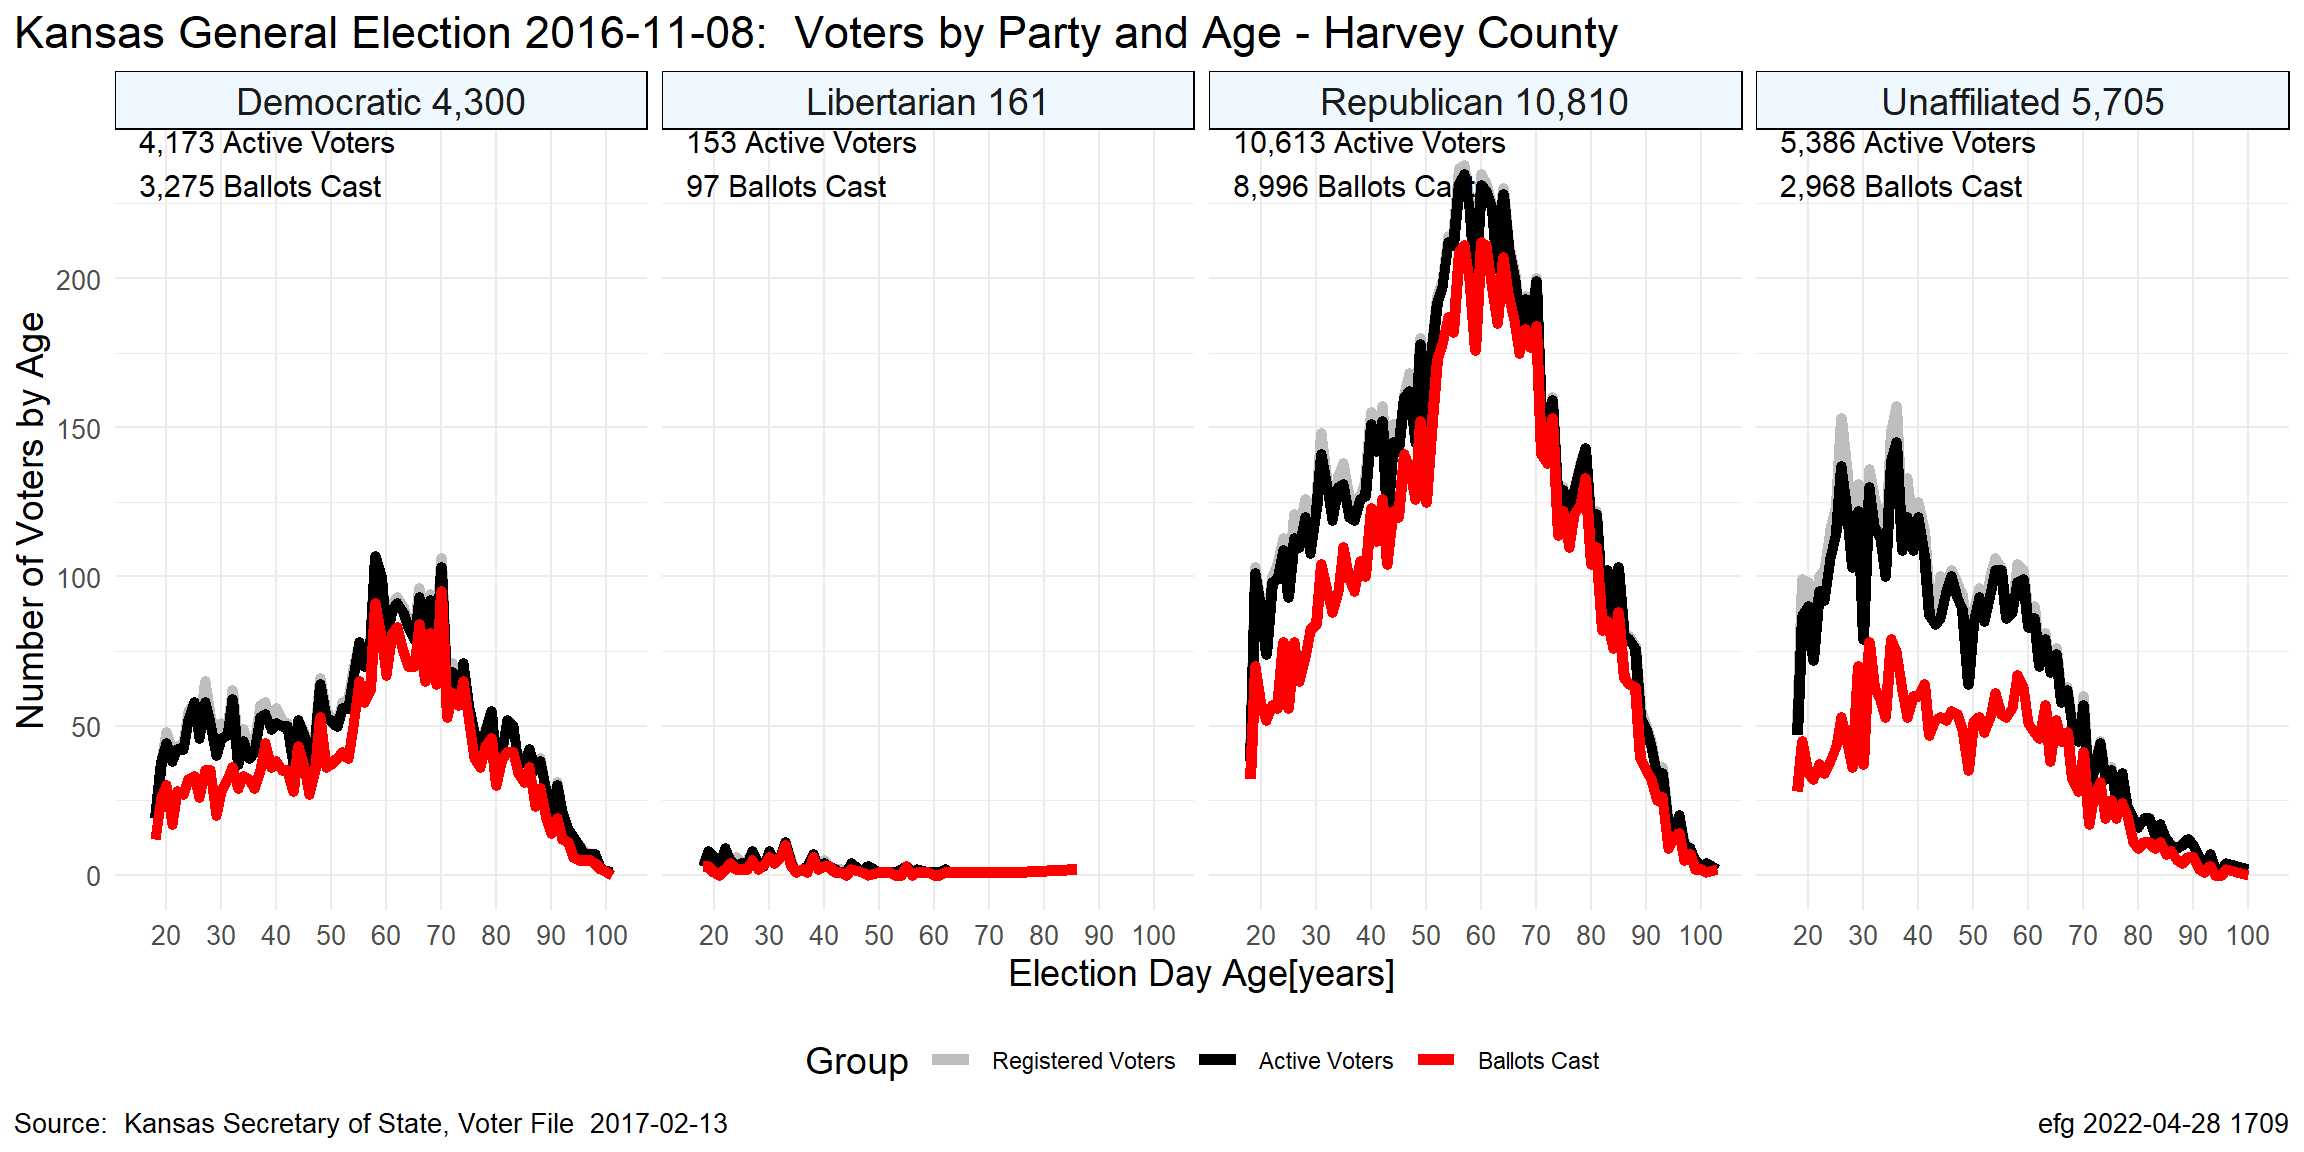 Kansas General Election 2016-11-08:  Voters by Party and Age - Harvey County
Democratic 4,300
Libertarian 161
Republican 10,810
Unaffiliated 5,705
4,173 Active Voters
3,275 Ballots Cast
153 Active Voters
97 Ballots Cast
10,613 Active Voters
8,996 Ballots Cast
5,386 Active Voters
2,968 Ballots Cast
Number of Voters by Age
200
150
100
50
0
20 30 40 50 60 70 80 90 100
20 30 40 50 60 70 80 90 100
20 30 40 50 60 70 80 90 100
20 30 40 50 60 70 80 90 100
Election Day Age[years]
Group Registered Voters Active Voters Ballots Cast
Source:  Kansas Secretary of State, Voter File  2017-02-13
efg 2022-04-28 1709